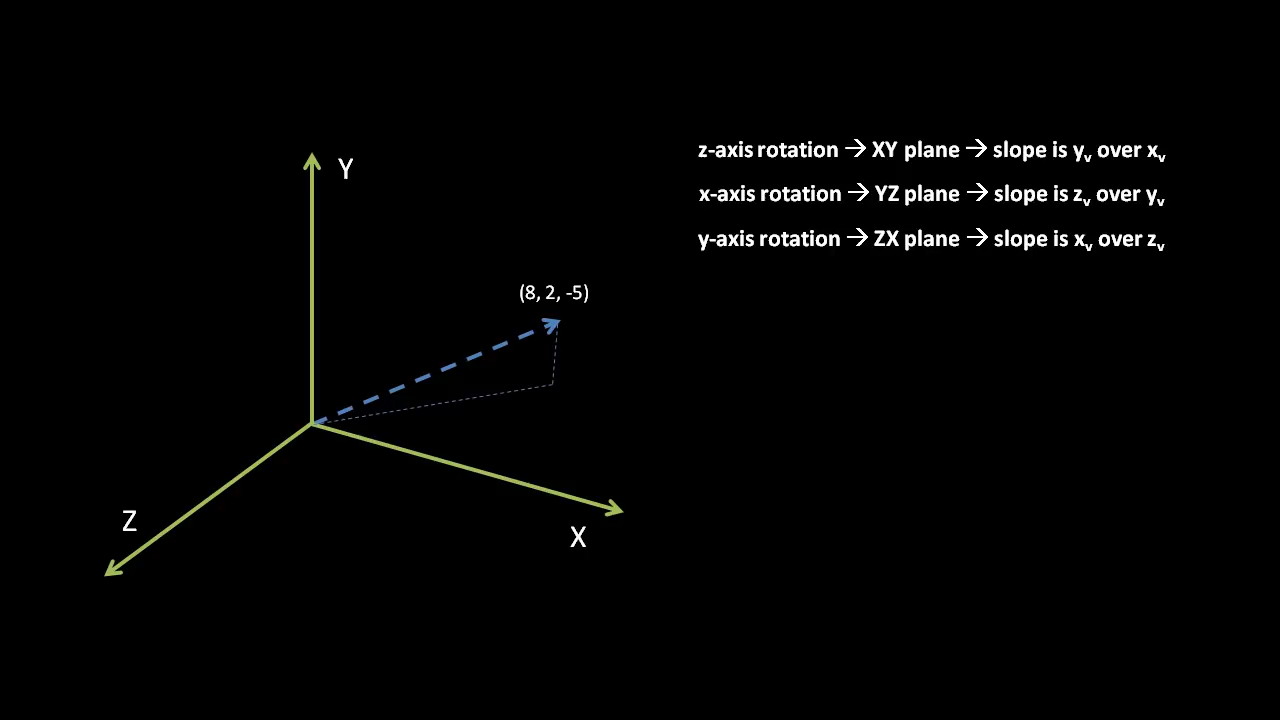 z-axis rotation → XY plane → slope is yᵥ over xᵥ
x-axis rotation → YZ plane → slope is zᵥ over yᵥ
y-axis rotation → ZX plane → slope is xᵥ over zᵥ
Y
(8, 2, -5)
Z
X